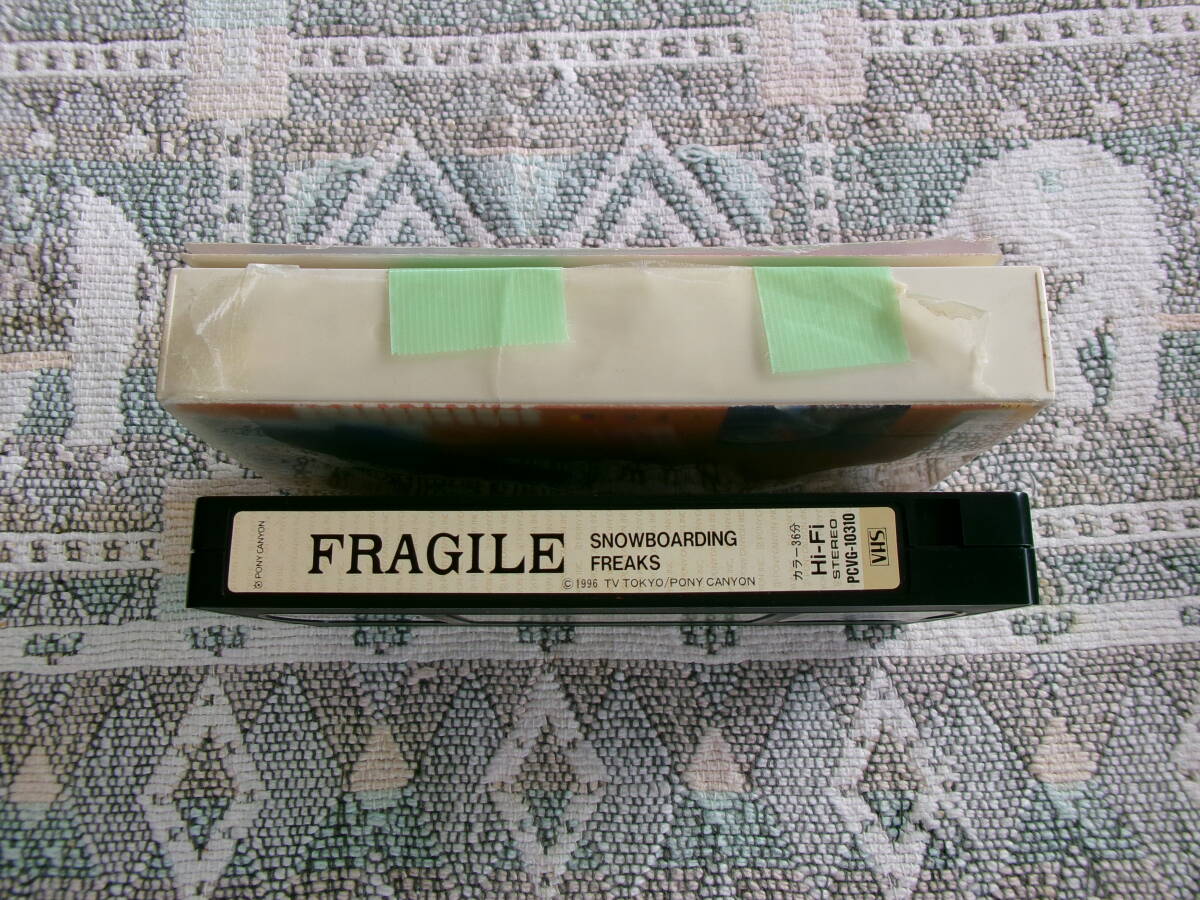 PONY CANYON
FRAGILE
SNOWBOARDING
FREAKS
©1996 TV TOKYO/PONY CANYON
カラー36分
Hi-Fi
STEREO
PCVG-10310
VHS